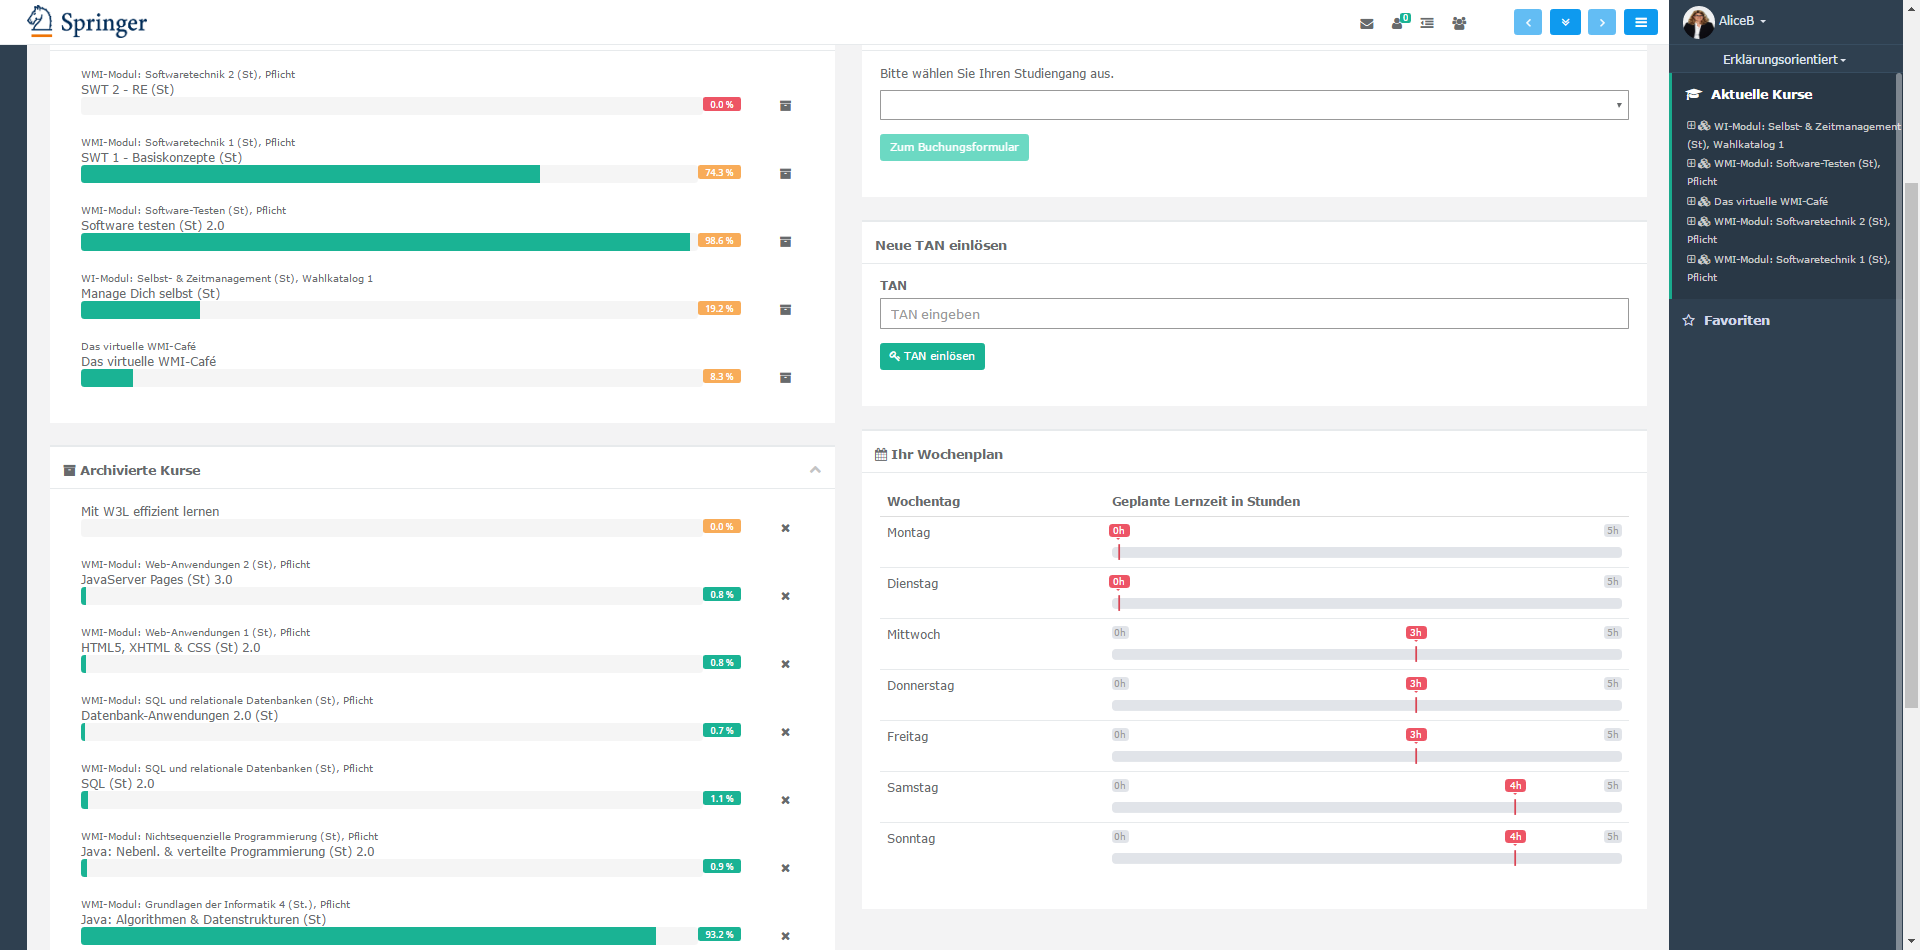 Springer
0
AliceB
Erklärungsorientiert
Aktuelle Kurse
WI-Modul: Selbst- & Zeitmanagement
(St), Wahlkatalog 1
WMI-Modul: Software-Testen (St),
Pflicht
Das virtuelle WMI-Café
WMI-Modul: Softwaretechnik 2 (St),
Pflicht
WMI-Modul: Softwaretechnik 1 (St),
Pflicht
Favoriten
WMI-Modul: Softwaretechnik 2 (St), Pflicht
SWT 2 - RE (St)
0.0 %
WMI-Modul: Softwaretechnik 1 (St), Pflicht
SWT 1 - Basiskonzepte (St)
74.3 %
WMI-Modul: Software-Testen (St), Pflicht
Software testen (St) 2.0
98.6 %
WI-Modul: Selbst- & Zeitmanagement (St), Wahlkatalog 1
Manage Dich selbst (St)
19.2 %
Das virtuelle WMI-Café
Das virtuelle WMI-Café
8.3 %
Archivierte Kurse
Mit W3L effizient lernen
0.0 %
WMI-Modul: Web-Anwendungen 2 (St), Pflicht
JavaServer Pages (St) 3.0
0.8 %
WMI-Modul: Web-Anwendungen 1 (St), Pflicht
HTML5, XHTML & CSS (St) 2.0
0.8 %
WMI-Modul: SQL und relationale Datenbanken (St), Pflicht
Datenbank-Anwendungen 2.0 (St)
0.7 %
WMI-Modul: SQL und relationale Datenbanken (St), Pflicht
SQL (St) 2.0
1.1 %
WMI-Modul: Nichtsequenzielle Programmierung (St), Pflicht
Java: Nebenl. & verteilte Programmierung (St) 2.0
0.9 %
WMI-Modul: Grundlagen der Informatik 4 (St.), Pflicht
Java: Algorithmen & Datenstrukturen (St)
93.2 %
Bitte wählen Sie Ihren Studiengang aus.
Zum Buchungsformular
Neue TAN einlösen
TAN
TAN eingeben
TAN einlösen
Ihr Wochenplan
Wochentag Geplante Lernzeit in Stunden
Montag 0h 5h
Dienstag 0h 5h
Mittwoch 0h 3h 5h
Donnerstag 0h 3h 5h
Freitag 0h 3h 5h
Samstag 0h 4h 5h
Sonntag 0h 4h 5h